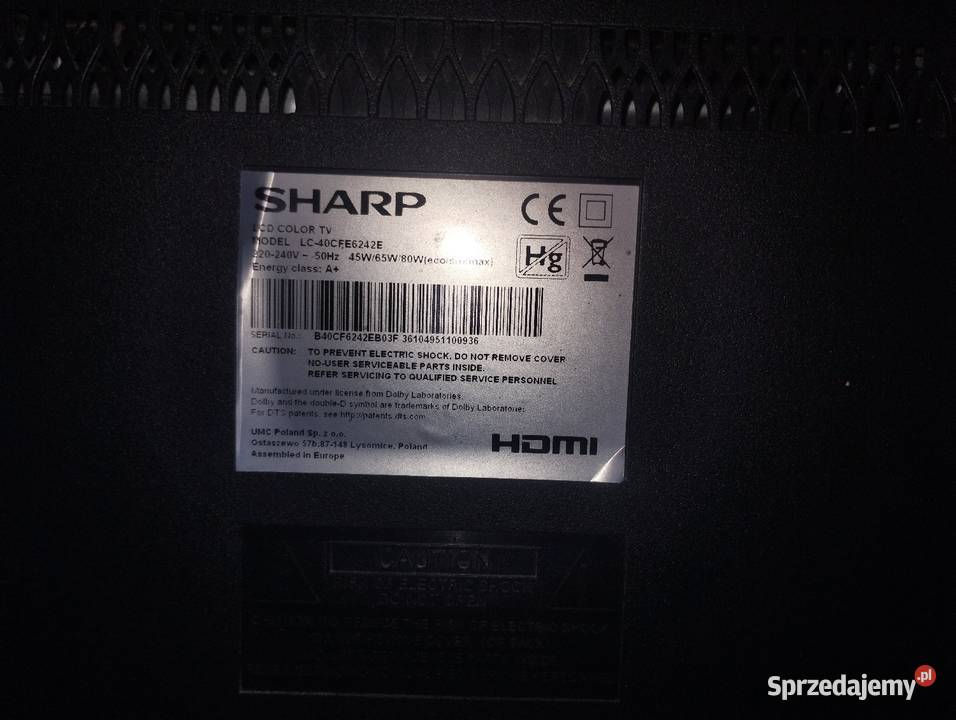 SHARP
LCD COLOR TV
MODEL LC-40CFE6242E
220-240V ~ 50Hz 45W/65W/80W(eco/std/max)
Energy class: A+
CE
Hg
SERIAL No.: B40CF6242EB03F 36104951100936
CAUTION: TO PREVENT ELECTRIC SHOCK, DO NOT REMOVE COVER
NO-USER SERVICEABLE PARTS INSIDE.
REFER SERVICING TO QUALIFIED SERVICE PERSONNEL
Manufactured under license from Dolby Laboratories.
Dolby and the double-D symbol are trademarks of Dolby Laboratories
For DTS patents, see http://patents.dts.com
UMC Poland Sp. z o.o.
Ostaszewo 57b,87-148 Lysomice, Poland
Assembled in Europe
HDMI
CAUTION
Sprzedajemy.pl